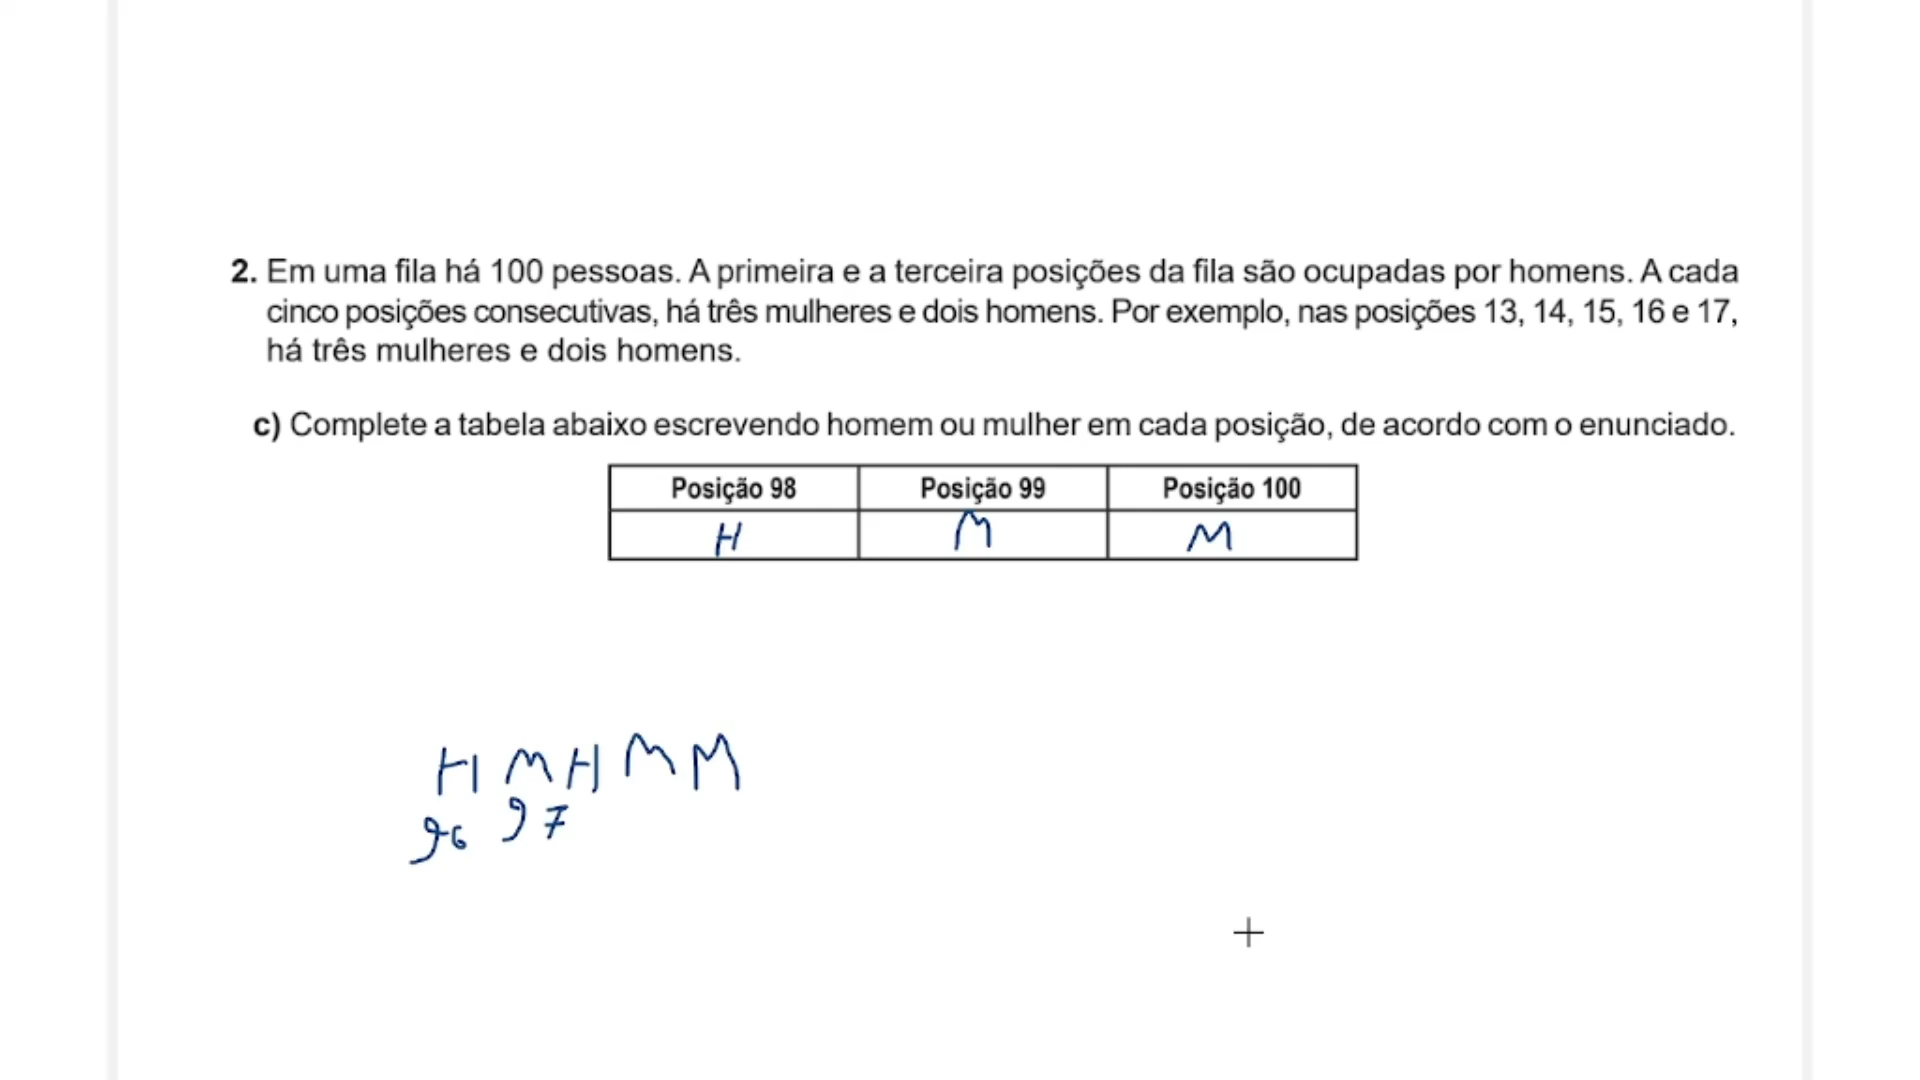 2. Em uma fila há 100 pessoas. A primeira e a terceira posições da fila são ocupadas por homens. A cada
cinco posições consecutivas, há três mulheres e dois homens. Por exemplo, nas posições 13, 14, 15, 16 e 17,
há três mulheres e dois homens.
c) Complete a tabela abaixo escrevendo homem ou mulher em cada posição, de acordo com o enunciado.
Posição 98 Posição 99 Posição 100
H M M
H M H M M
96 97